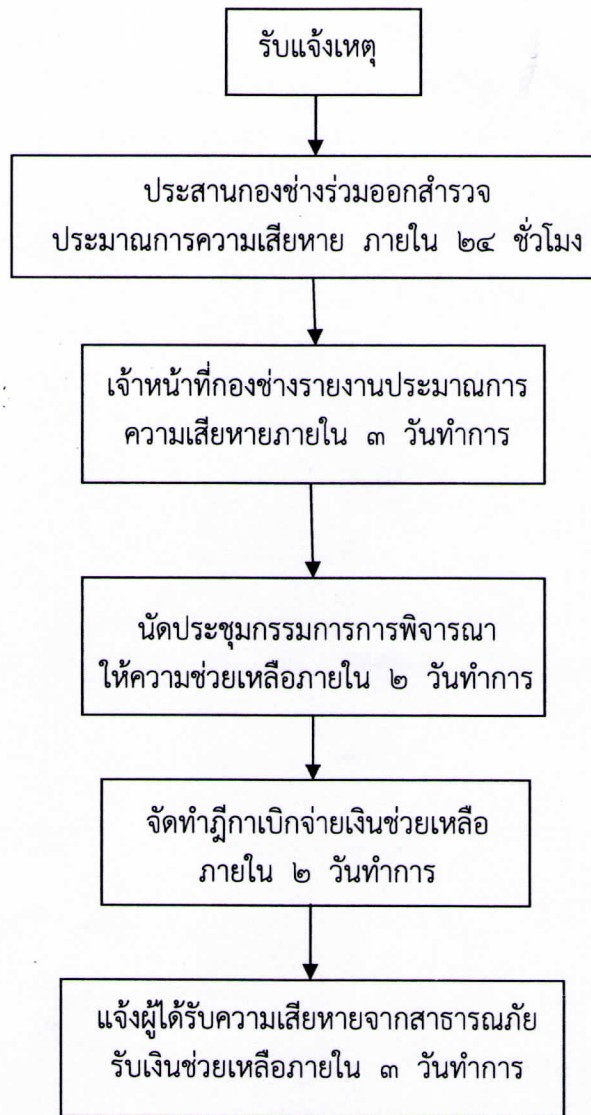 รับแจ้งเหตุ
ประสานกองช่างร่วมออกสำรวจ
ประมาณการความเสียหาย ภายใน ๒๔ ชั่วโมง
เจ้าหน้าที่กองช่างรายงานประมาณการ
ความเสียหายภายใน ๓ วันทำการ
นัดประชุมกรรมการการพิจารณา
ให้ความช่วยเหลือภายใน ๒ วันทำการ
จัดทำฎีกาเบิกจ่ายเงินช่วยเหลือ
ภายใน ๒ วันทำการ
แจ้งผู้ได้รับความเสียหายจากสาธารณภัย
รับเงินช่วยเหลือภายใน ๓ วันทำการ